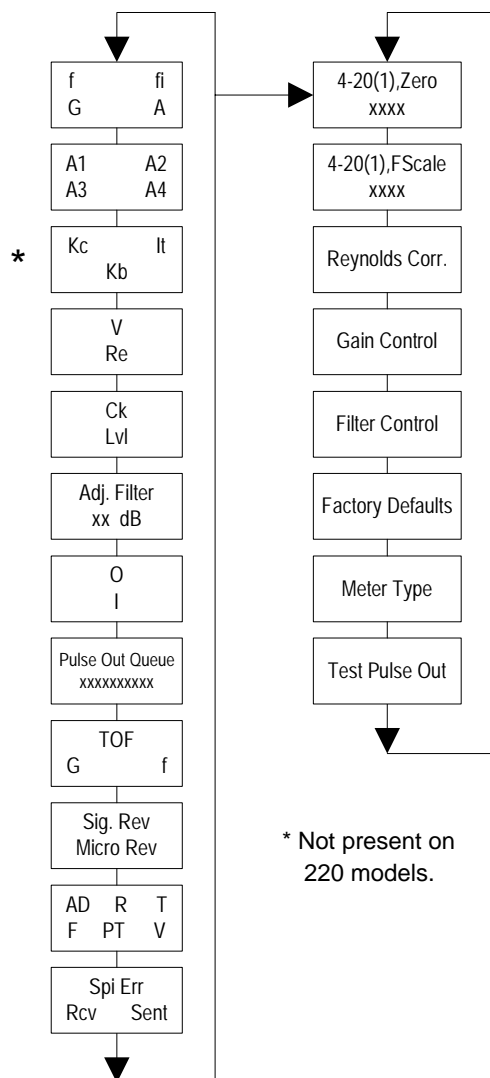 f fi
G A
A1 A2
A3 A4
*
Kc It
Kb
V
Re
Ck
Lvl
Adj. Filter
xx dB
O
I
Pulse Out Queue
xxxxxxxxxx
TOF
G f
Sig. Rev
Micro Rev
AD R T
F PT V
Spi Err
Rcv Sent
4-20(1),Zero
xxxx
4-20(1),FScale
xxxx
Reynolds Corr.
Gain Control
Filter Control
Factory Defaults
Meter Type
Test Pulse Out
* Not present on
220 models.